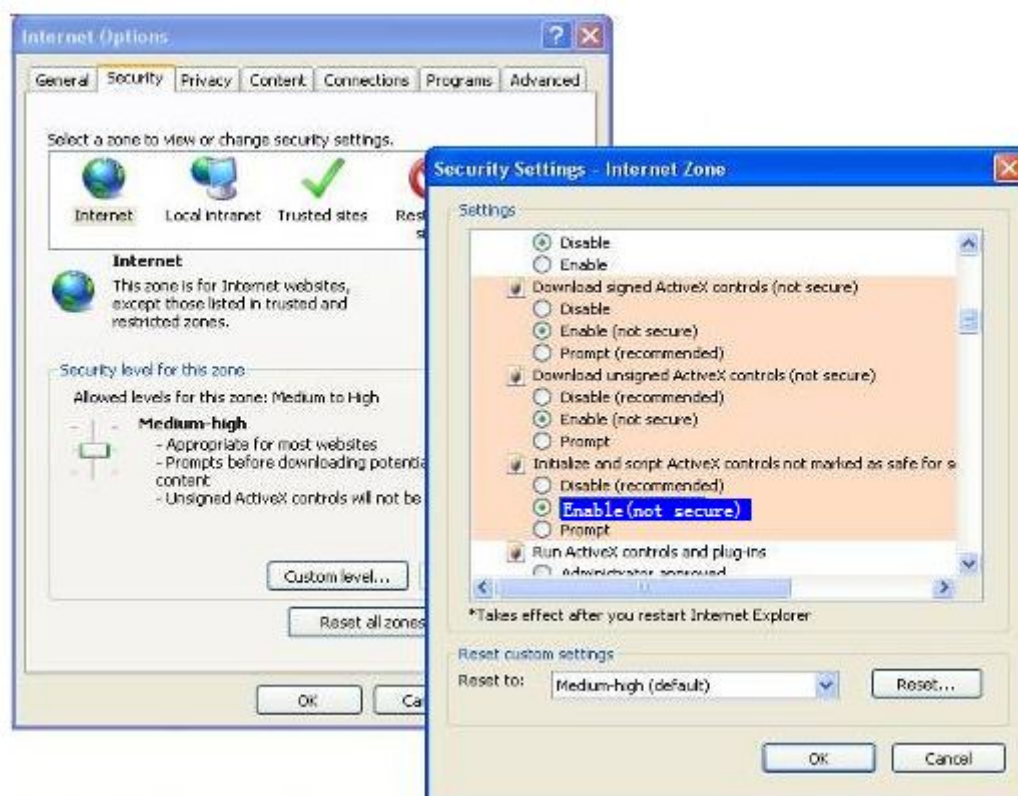 Internet Options
General Security Privacy Content Connections Programs Advanced
Select a zone to view or change security settings.
Internet Local intranet Trusted sites
Internet
This zone is for Internet websites,
except those listed in trusted and
restricted zones.
Security level for this zone
Allowed levels for this zone: Medium to High
Medium-high
- Appropriate for most websites
- Prompts before downloading
content
- Unsigned ActiveX controls will not be
Custom level...
Reset all zones
OK
Security Settings - Internet Zone
Settings
Disable
Enable
Download signed ActiveX controls (not secure)
Disable
Enable (not secure)
Prompt (recommended)
Download unsigned ActiveX controls (not secure)
Disable (recommended)
Enable (not secure)
Prompt
Initialize and script ActiveX controls not marked as safe for s
Disable (recommended)
Enable(not secure)
Prompt
Run ActiveX controls and plug-ins
Administrator approved
*Takes effect after you restart Internet Explorer
Reset custom settings
Reset to: Medium-high (default) Reset...
OK Cancel